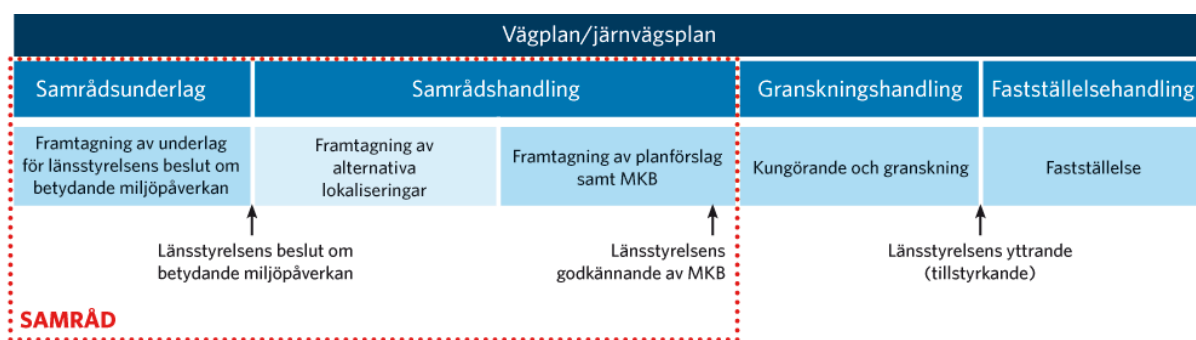 Vägplan/järnvägsplan
Samrådsunderlag
Samrådshandling
Granskningshandling
Fastställelsehandling
Framtagning av underlag
för länsstyrelsens beslut om
betydande miljöpåverkan
Framtagning av
alternativa
lokaliseringar
Framtagning av planförslag
samt MKB
Kungörande och granskning
Fastställelse
Länsstyrelsens beslut om
betydande miljöpåverkan
Länsstyrelsens
godkännande av MKB
Länsstyrelsens yttrande
(tillstyrkande)
SAMRÅD